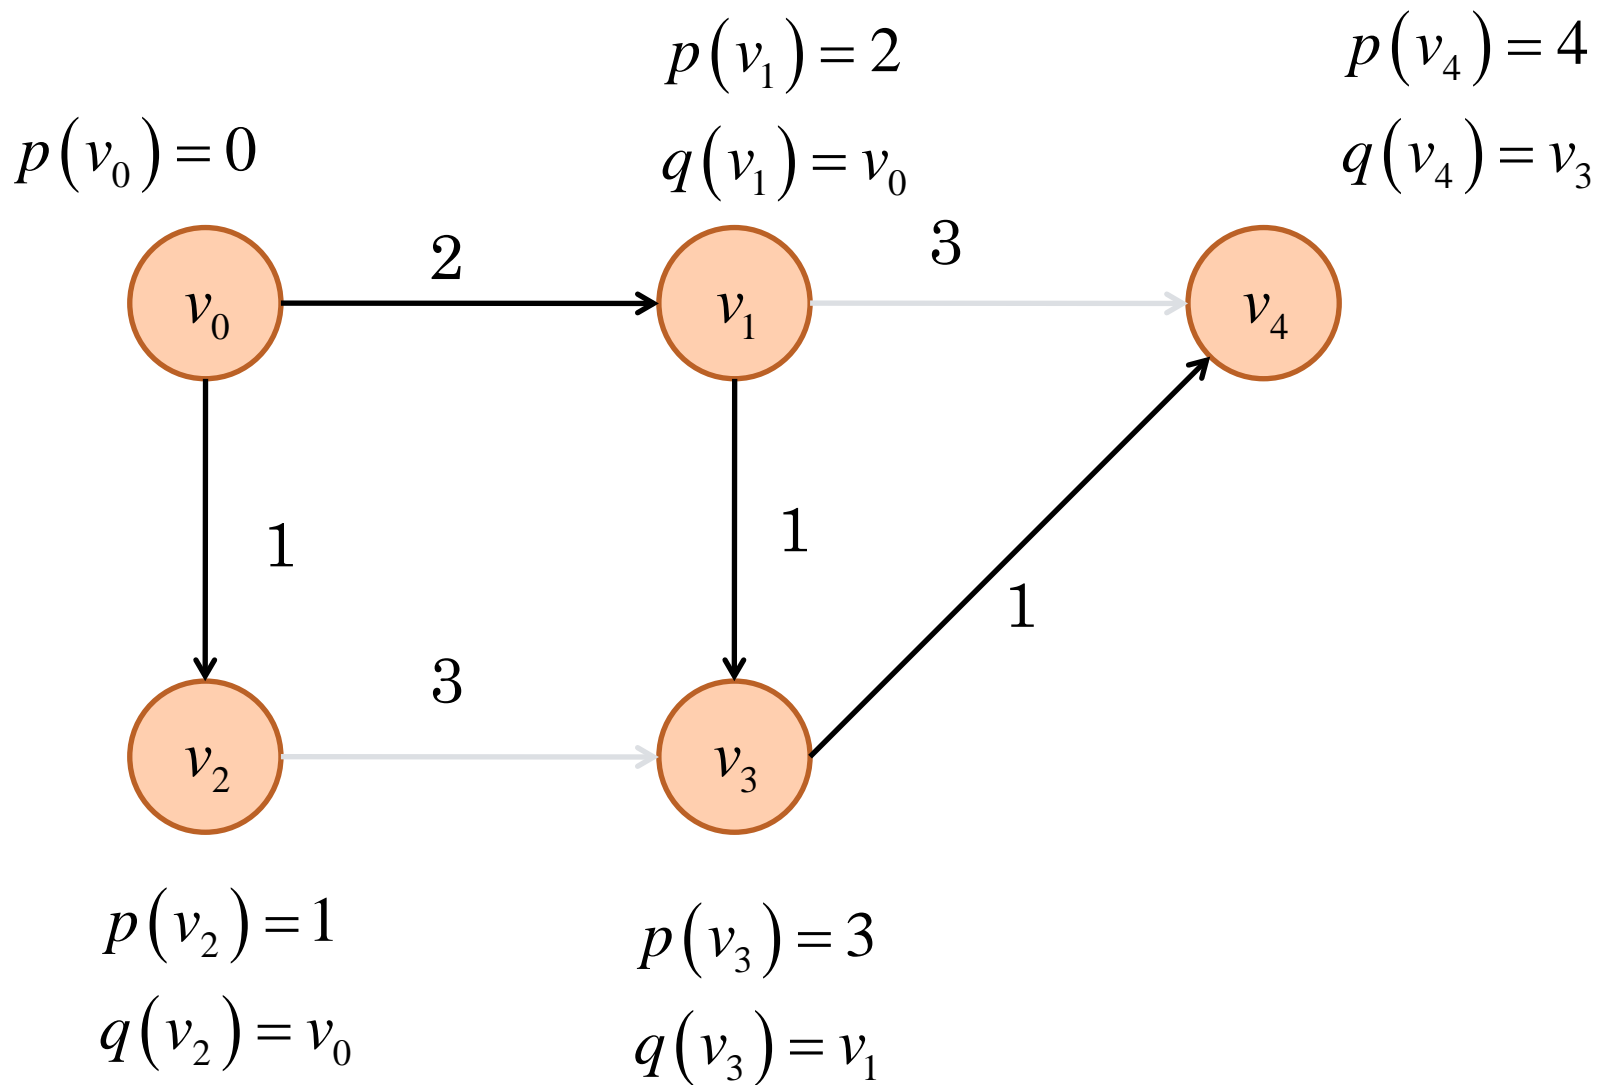 p(v₁) = 2
p(v₄) = 4
p(v₀) = 0
q(v₁) = v₀
q(v₄) = v₃
2
3
v₀
v₁
v₄
1
1
1
3
v₂
v₃
p(v₂) = 1
p(v₃) = 3
q(v₂) = v₀
q(v₃) = v₁